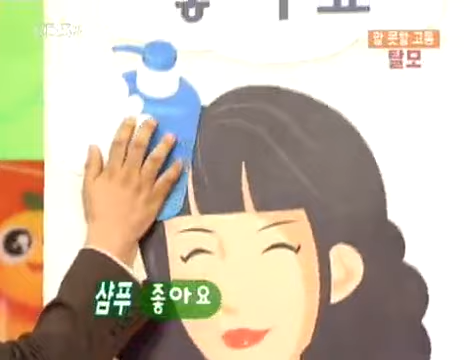 말 못할 고통
탈모
샴푸 좋아요